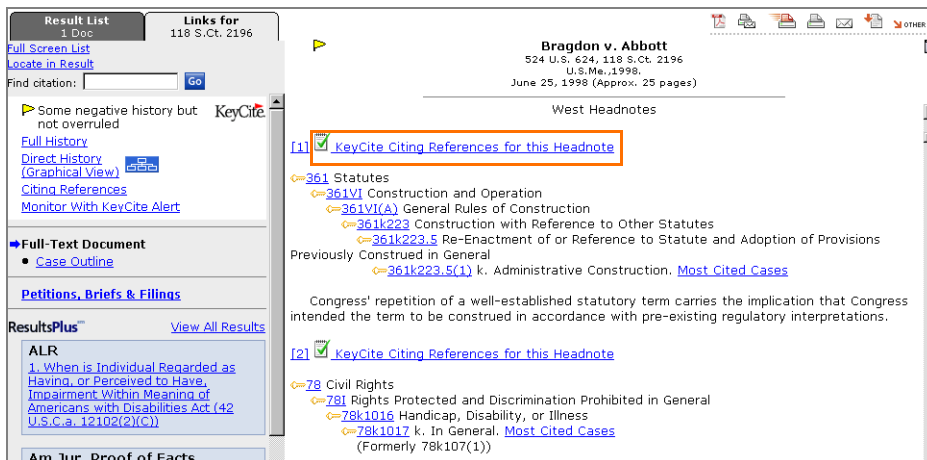 Result List
1 Doc
Links for
118 S.Ct. 2196
OTHER
Full Screen List
Locate in Result
Find citation:
Go
Some negative history but
not overruled
KeyCite.
Full History
Direct History
(Graphical View)
Citing References
Monitor With KeyCite Alert
Full-Text Document
Case Outline
Petitions, Briefs & Filings
ResultsPlus™
View All Results
ALR
1. When is Individual Regarded as
Having, or Perceived to Have,
Impairment Within Meaning of
Americans with Disabilities Act (42
U.S.C.a. 12102(2)(C))
Am Jur. Proof of Facts
Bragdon v. Abbott
524 U.S. 624, 118 S.Ct. 2196
U.S.Me.,1998.
June 25, 1998 (Approx. 25 pages)
West Headnotes
[1] KeyCite Citing References for this Headnote
361 Statutes
361VI Construction and Operation
361VI(A) General Rules of Construction
361k223 Construction with Reference to Other Statutes
361k223.5 Re-Enactment of or Reference to Statute and Adoption of Provisions
Previously Construed in General
361k223.5(1) k. Administrative Construction. Most Cited Cases
Congress' repetition of a well-established statutory term carries the implication that Congress
intended the term to be construed in accordance with pre-existing regulatory interpretations.
[2] KeyCite Citing References for this Headnote
78 Civil Rights
78I Rights Protected and Discrimination Prohibited in General
78k1016 Handicap, Disability, or Illness
78k1017 k. In General. Most Cited Cases
(Formerly 78k107(1))